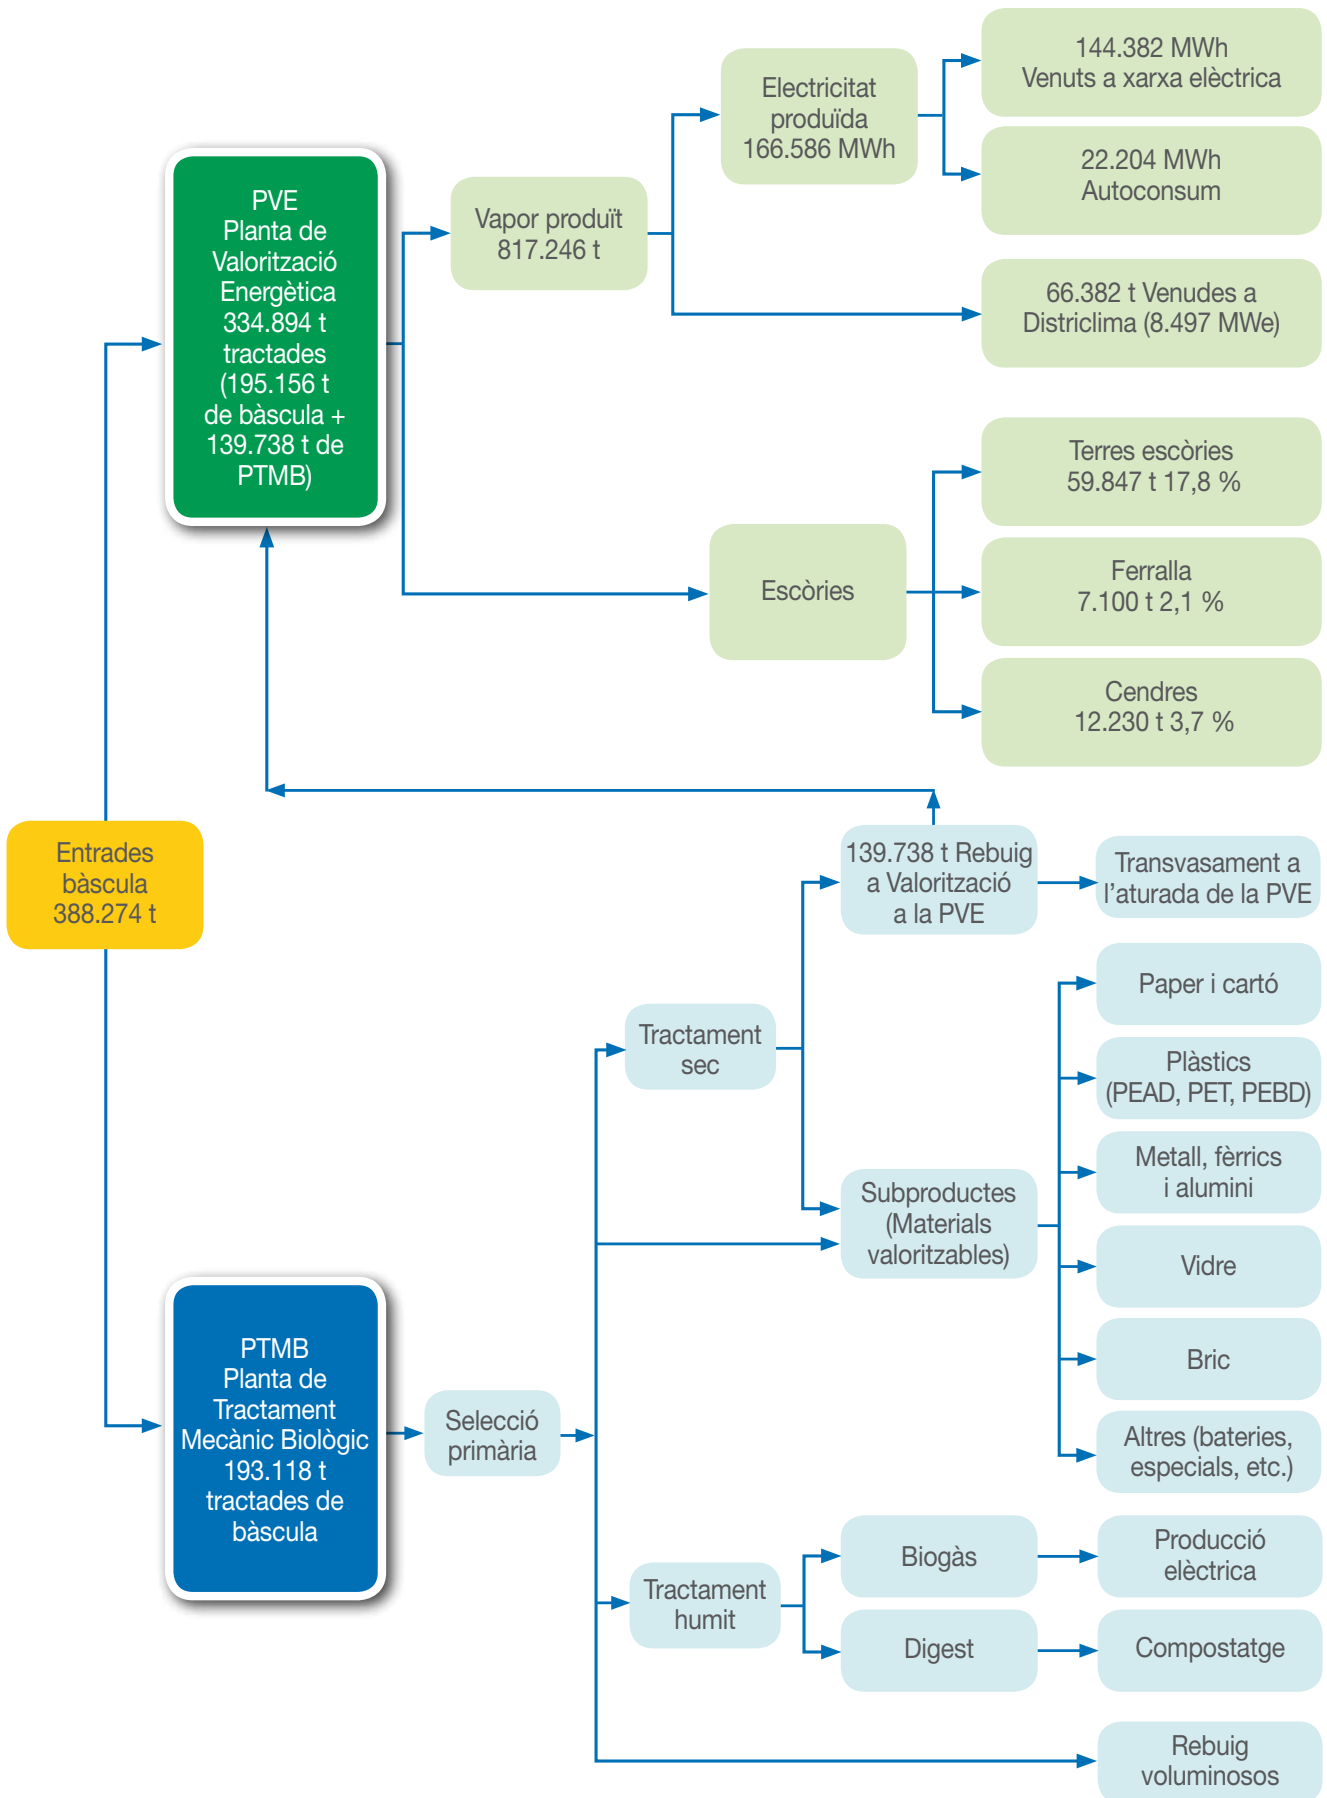 144.382 MWh
Venuts a xarxa elèctrica
Electricitat
produïda
166.586 MWh
22.204 MWh
Autoconsum
PVE
Planta de
Valorització
Energètica
334.894 t
tractades
(195.156 t
de bàscula +
139.738 t de
PTMB)
Vapor produït
817.246 t
66.382 t Venudes a
Districlima (8.497 MWe)
Terres escòries
59.847 t 17,8 %
Escòries
Ferralla
7.100 t 2,1 %
Cendres
12.230 t 3,7 %
Entrades
bàscula
388.274 t
139.738 t Rebuig
a Valorització
a la PVE
Transvasament a
l’aturada de la PVE
Paper i cartó
Tractament
sec
Plàstics
(PEAD, PET, PEBD)
Metall, fèrrics
i alumini
Subproductes
(Materials
valoritzables)
Vidre
Bric
PTMB
Planta de
Tractament
Mecànic Biològic
193.118 t
tractades de
bàscula
Selecció
primària
Altres (bateries,
especials, etc.)
Biogàs
Producció
elèctrica
Tractament
humit
Digest
Compostatge
Rebuig
voluminosos